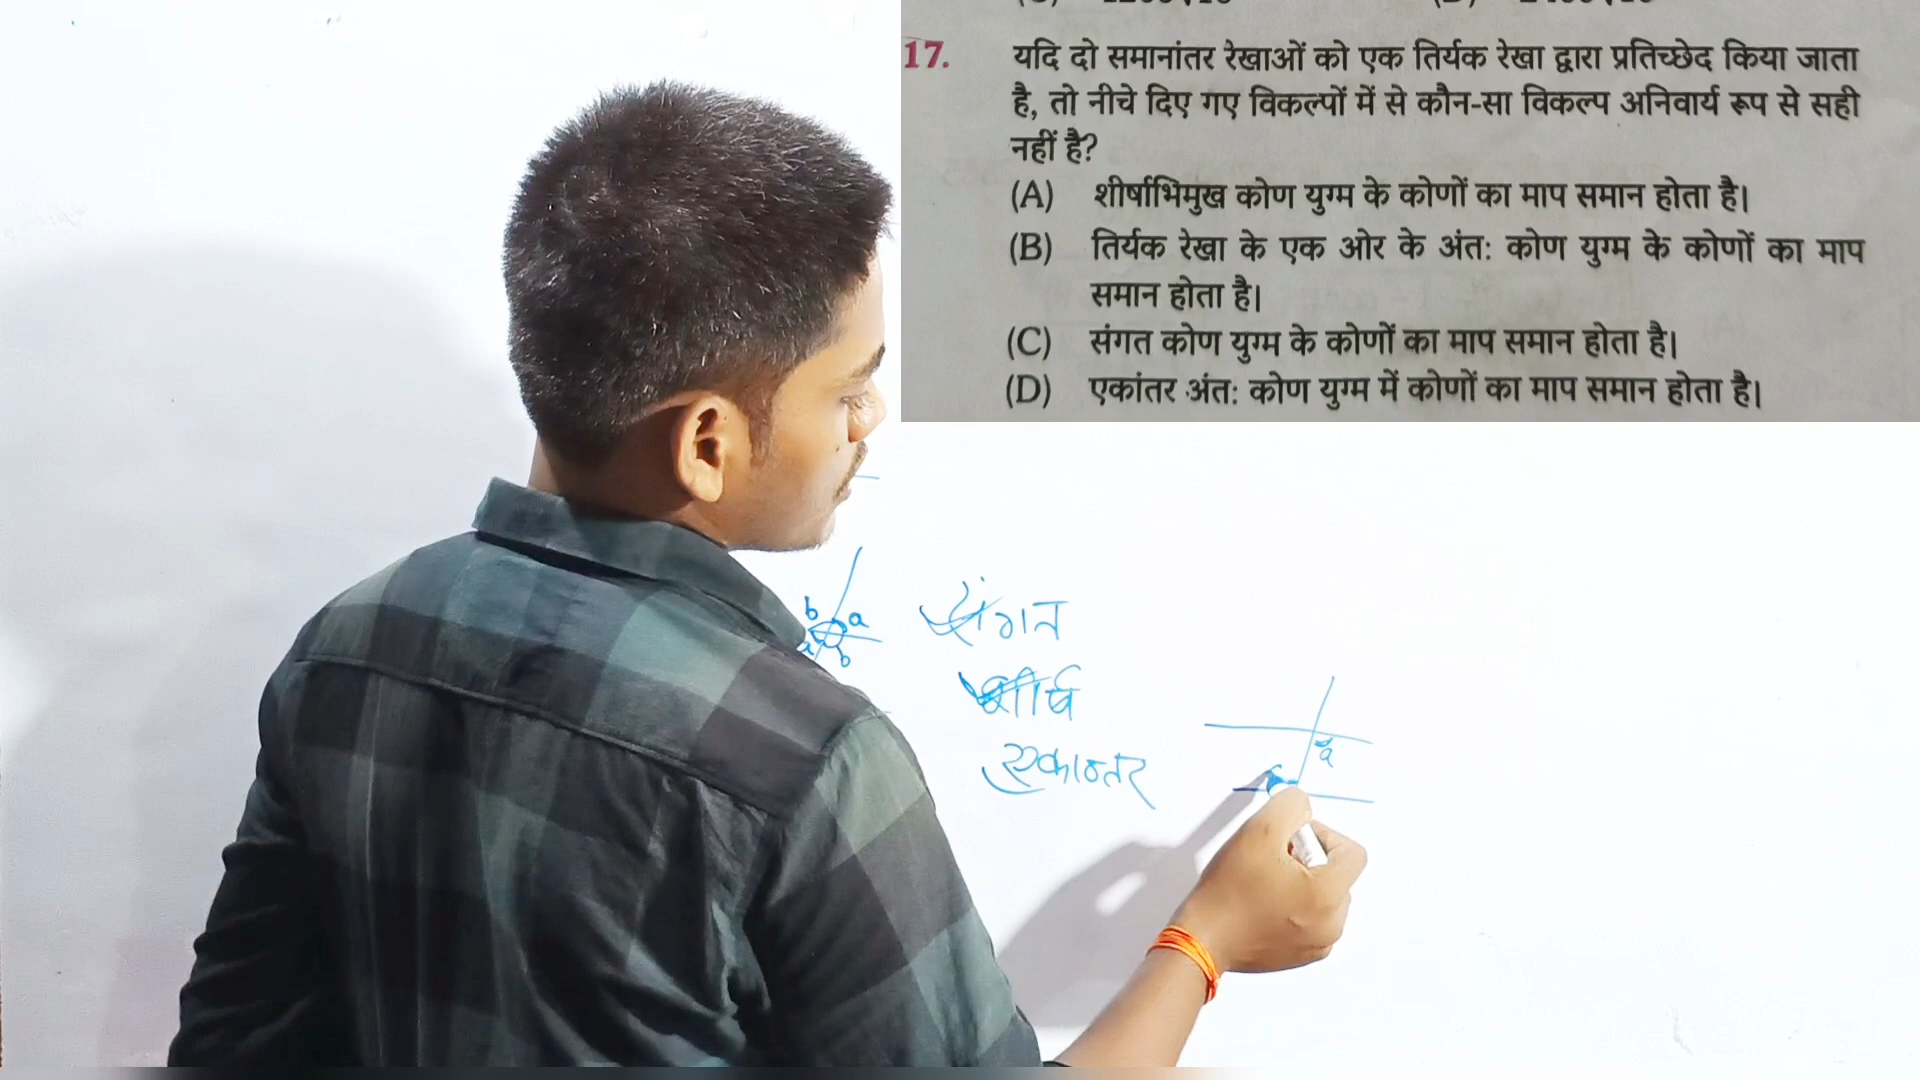 17. यदि दो समानांतर रेखाओं को एक तिर्यक रेखा द्वारा प्रतिच्छेद किया जाता
है, तो नीचे दिए गए विकल्पों में से कौन-सा विकल्प अनिवार्य रूप से सही
नहीं है?
(A) शीर्षाभिमुख कोण युग्म के कोणों का माप समान होता है।
(B) तिर्यक रेखा के एक ओर के अंत: कोण युग्म के कोणों का माप
समान होता है।
(C) संगत कोण युग्म के कोणों का माप समान होता है।
(D) एकांतर अंत: कोण युग्म में कोणों का माप समान होता है।
b a
a b
संगत
शीर्ष
एकान्तर
a